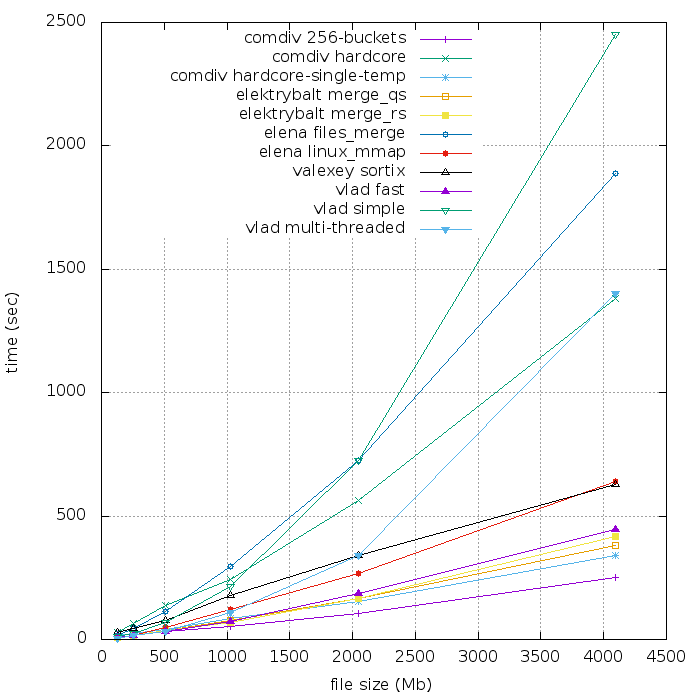 2500
comdiv 256-buckets
comdiv hardcore
comdiv hardcore-single-temp
elektrybalt merge_qs
elektrybalt merge_rs
elena files_merge
elena linux_mmap
valexey sortix
vlad fast
vlad simple
vlad multi-threaded
2000
1500
1000
500
0
time (sec)
0 500 1000 1500 2000 2500 3000 3500 4000 4500
file size (Mb)